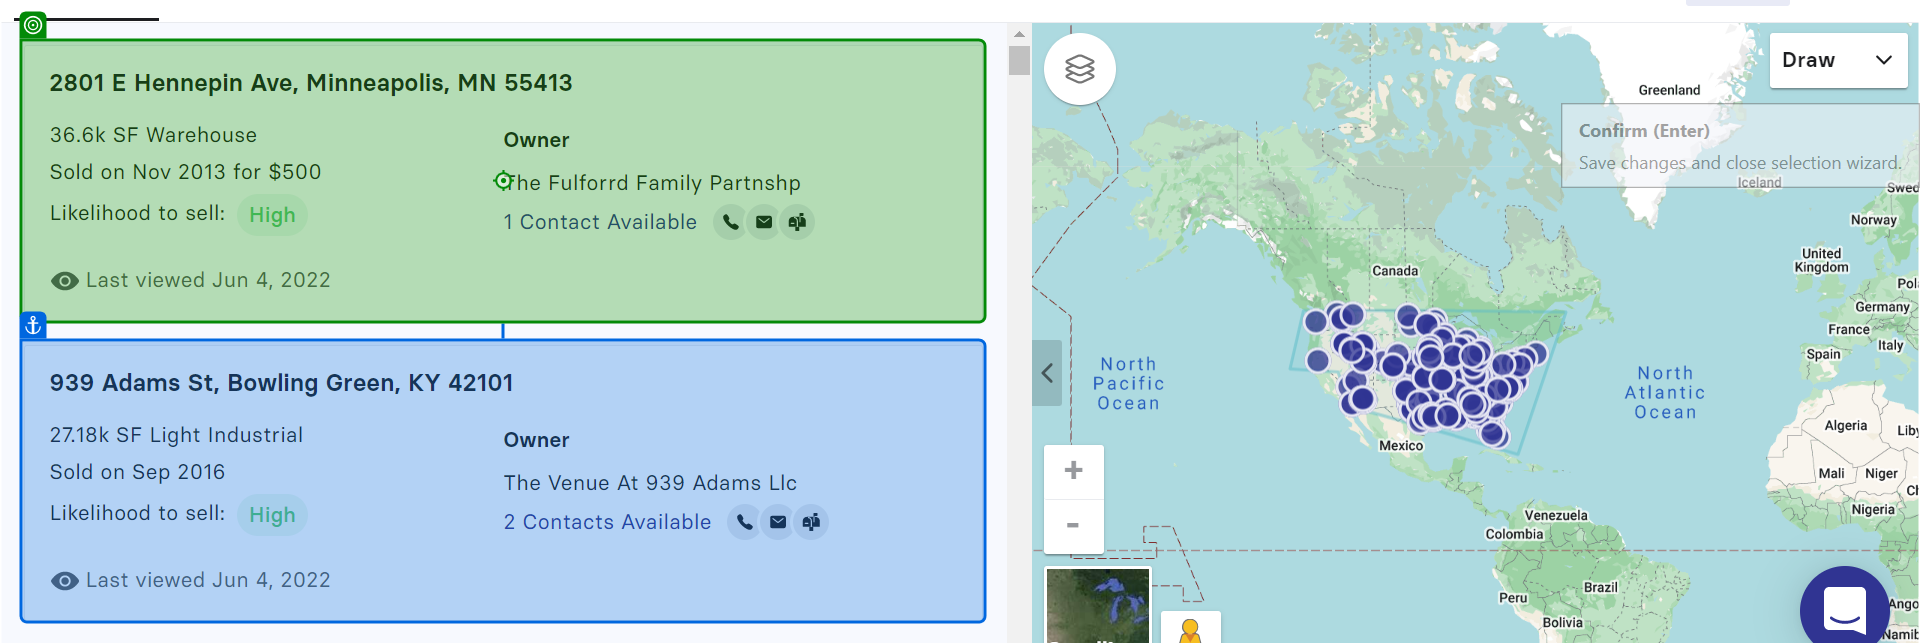 2801 E Hennepin Ave, Minneapolis, MN 55413
36.6k SF Warehouse
Sold on Nov 2013 for $500
Likelihood to sell: High
Owner
The Fulforrd Family Partnshp
1 Contact Available
Last viewed Jun 4, 2022
939 Adams St, Bowling Green, KY 42101
27.18k SF Light Industrial
Sold on Sep 2016
Likelihood to sell: High
Owner
The Venue At 939 Adams Llc
2 Contacts Available
Last viewed Jun 4, 2022
Draw
Confirm (Enter)
Save changes and close selection wizard.
Greenland
Iceland
Swed
Norway
United
Kingdom
Canada
Pol
Germany
France
Italy
Spain
North
Pacific
Ocean
North
Atlantic
Ocean
Mexico
Algeria
Liby
Mali
Niger
Ch
Nigeria
Venezuela
Colombia
Brazil
Peru
Bolivia
Ango
Namib
+
-